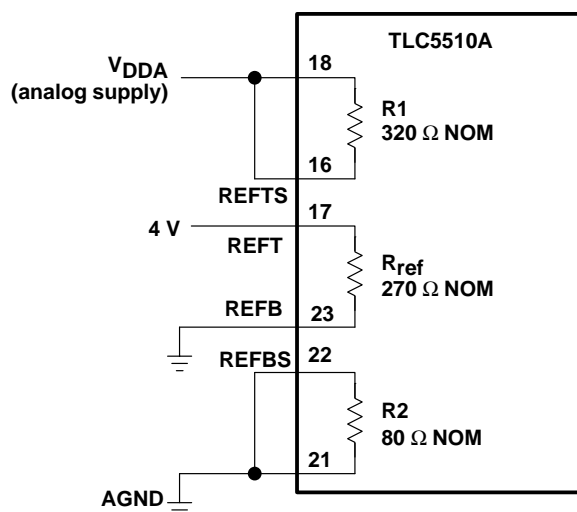 TLC5510A
VDDA
(analog supply)
18
R1
320 Ω NOM
16
REFTS
17
4 V
REFT
Rref
270 Ω NOM
REFB
23
22
REFBS
R2
80 Ω NOM
21
AGND